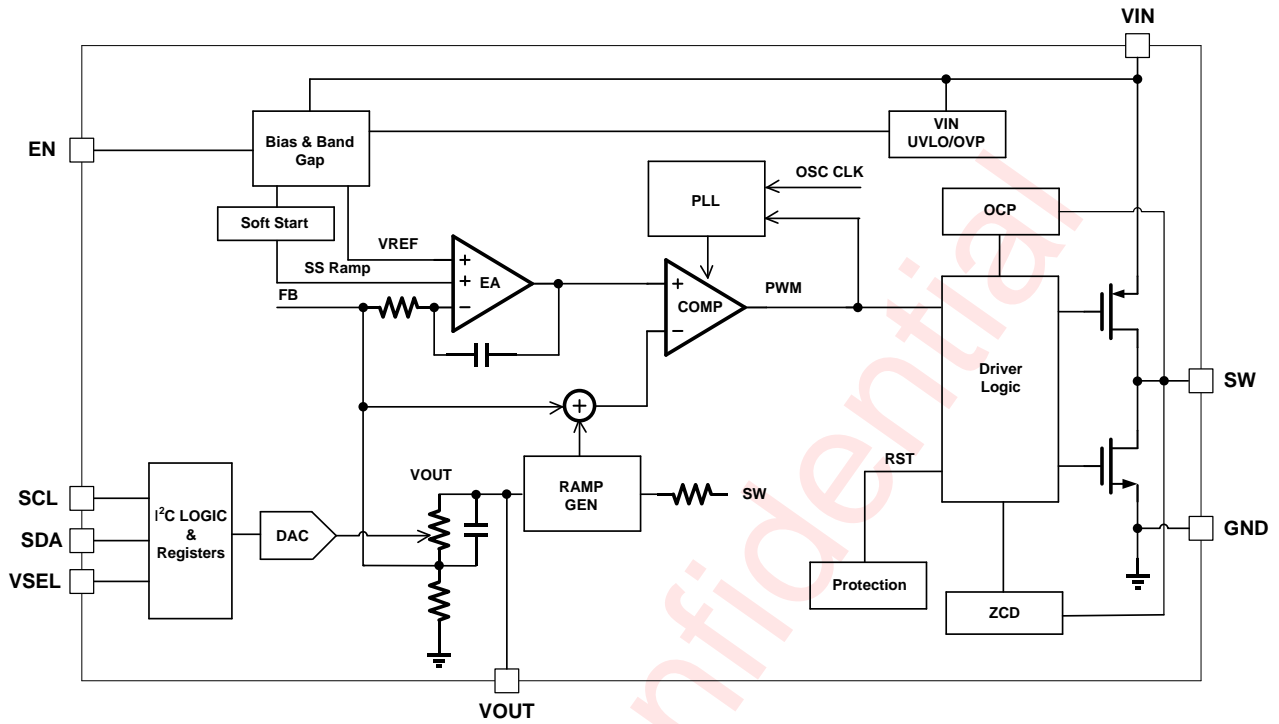 VIN
EN
Bias & Band
Gap
VIN
UVLO/OVP
Soft Start
PLL
OSC CLK
OCP
VREF
SS Ramp
FB
+
+
−
EA
+
−
COMP
PWM
Driver
Logic
SW
+
RST
VOUT
RAMP
GEN
SW
SCL
SDA
VSEL
I²C LOGIC
&
Registers
DAC
GND
Protection
ZCD
VOUT
nfidential